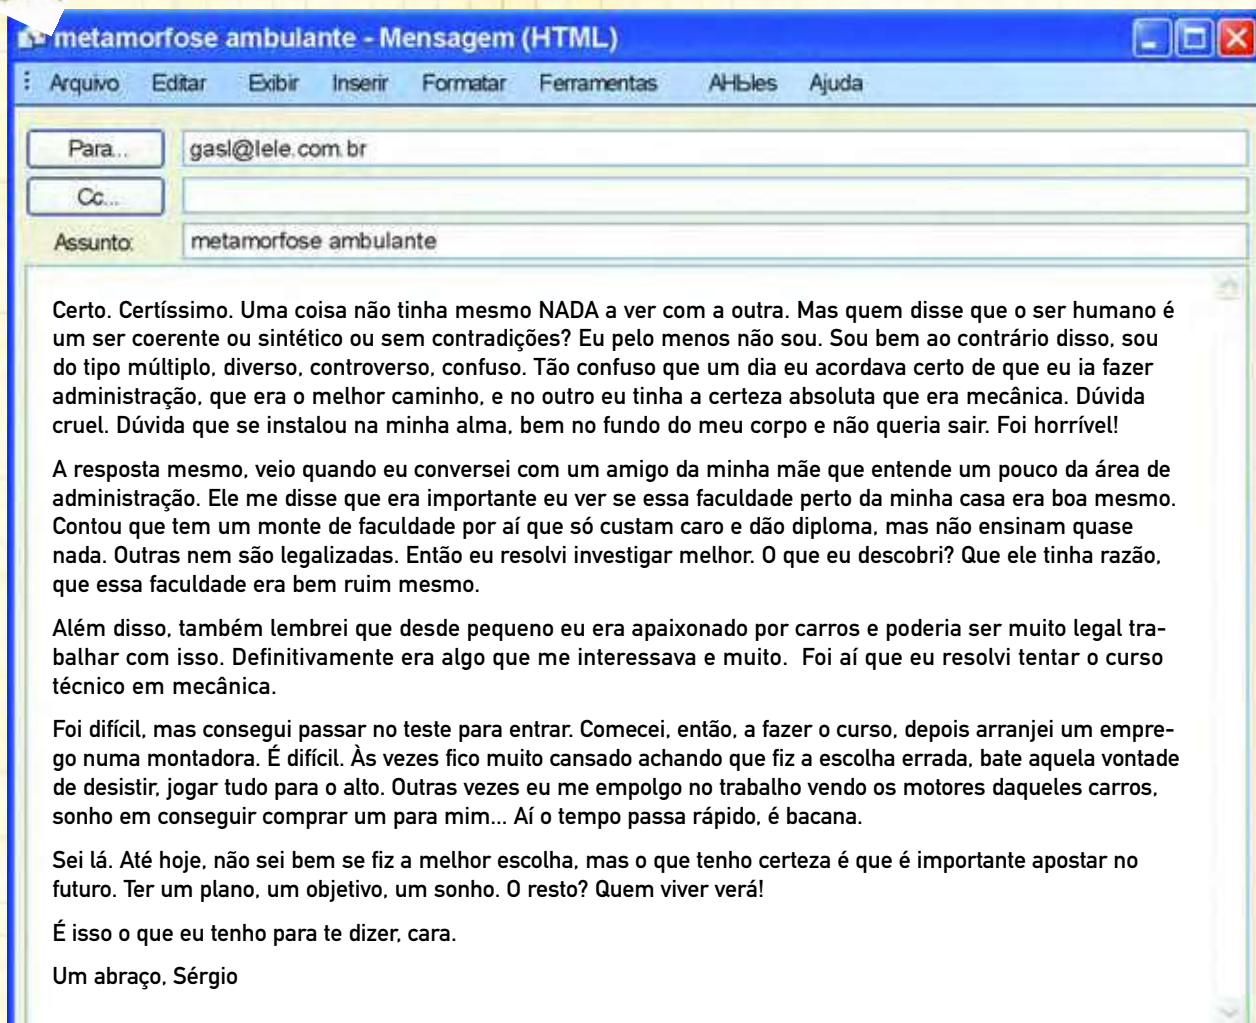 metamorfose ambulante - Mensagem (HTML)
Arquivo Editar Exibir Inserir Formatar Ferramentas AHЫes Ajuda
Para... gasl@lele.com.br
Cc...
Assunto: metamorfose ambulante
Certo. Certíssimo. Uma coisa não tinha mesmo NADA a ver com a outra. Mas quem disse que o ser humano é
um ser coerente ou sintético ou sem contradições? Eu pelo menos não sou. Sou bem ao contrário disso, sou
do tipo múltiplo, diverso, controverso, confuso. Tão confuso que um dia eu acordava certo de que eu ia fazer
administração, que era o melhor caminho, e no outro eu tinha a certeza absoluta que era mecânica. Dúvida
cruel. Dúvida que se instalou na minha alma, bem no fundo do meu corpo e não queria sair. Foi horrível!
A resposta mesmo, veio quando eu conversei com um amigo da minha mãe que entende um pouco da área de
administração. Ele me disse que era importante eu ver se essa faculdade perto da minha casa era boa mesmo.
Contou que tem um monte de faculdade por aí que só custam caro e dão diploma, mas não ensinam quase
nada. Outras nem são legalizadas. Então eu resolvi investigar melhor. O que eu descobri? Que ele tinha razão,
que essa faculdade era bem ruim mesmo.
Além disso, também lembrei que desde pequeno eu era apaixonado por carros e poderia ser muito legal tra-
balhar com isso. Definitivamente era algo que me interessava e muito. Foi aí que eu resolvi tentar o curso
técnico em mecânica.
Foi difícil, mas consegui passar no teste para entrar. Comecei, então, a fazer o curso, depois arranjei um empre-
go numa montadora. É difícil. Às vezes fico muito cansado achando que fiz a escolha errada, bate aquela vontade
de desistir, jogar tudo para o alto. Outras vezes eu me empolgo no trabalho vendo os motores daqueles carros,
sonho em conseguir comprar um para mim... Aí o tempo passa rápido, é bacana.
Sei lá. Até hoje, não sei bem se fiz a melhor escolha, mas o que tenho certeza é que é importante apostar no
futuro. Ter um plano, um objetivo, um sonho. O resto? Quem viver verá!
É isso o que eu tenho para te dizer, cara.
Um abraço, Sérgio